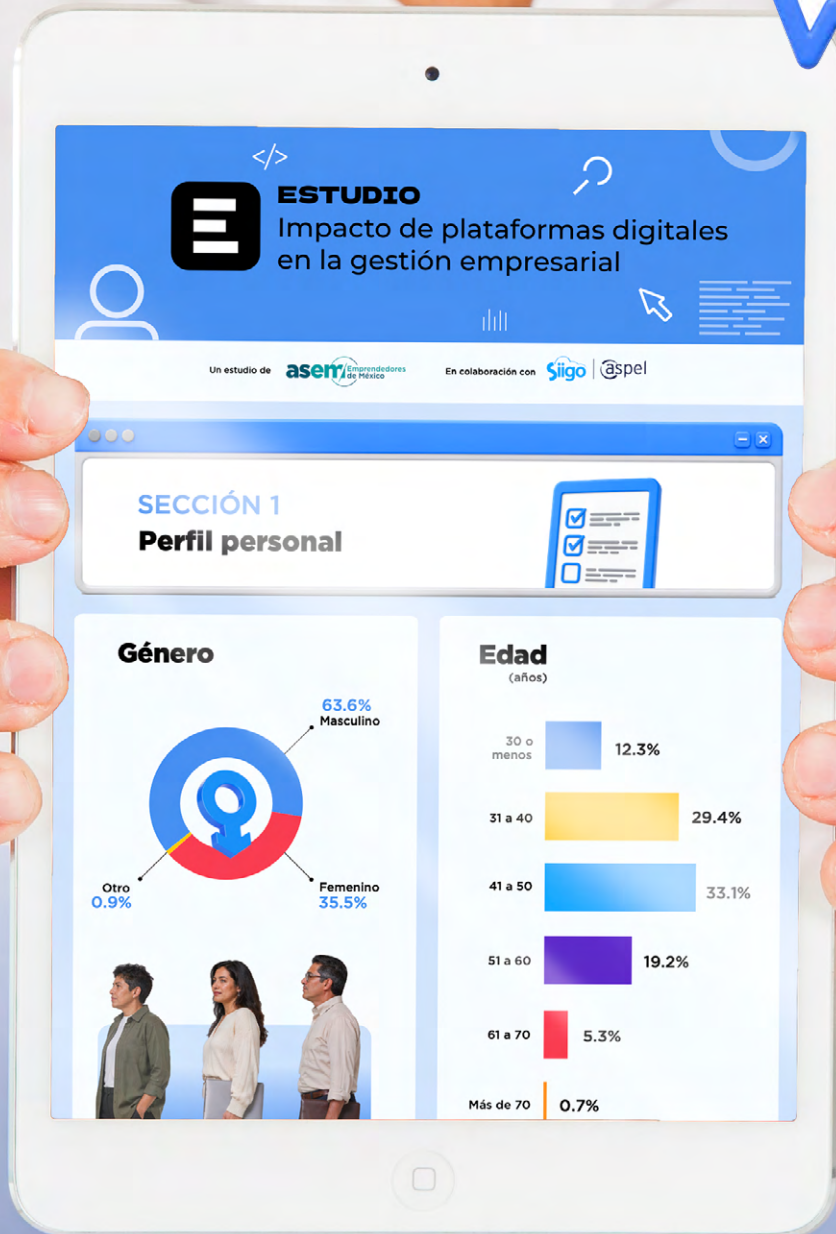 </>
ESTUDIO
Impacto de plataformas digitales
en la gestión empresarial
Un estudio de asem Emprendedores
de México
En colaboración con Siigo | aspel
SECCIÓN 1
Perfil personal
Género
63.6%
Masculino
Otro
0.9%
Femenino
35.5%
Edad
(años)
30 o
menos
12.3%
31 a 40 29.4%
41 a 50 33.1%
51 a 60 19.2%
61 a 70 5.3%
Más de 70 0.7%